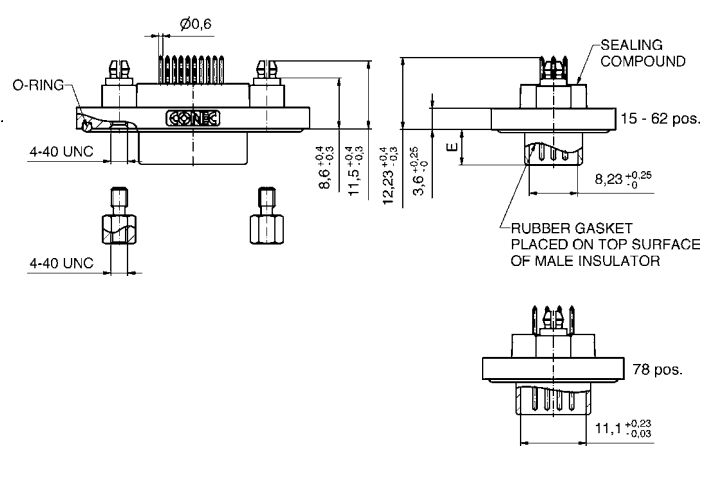 Ø0,6
SEALING
COMPOUND
O-RING
CONEC
15 - 62 pos.
4-40 UNC
8,6 +0,4 -0,3
11,5 +0,4 -0,3
12,23 +0,4 -0,3
3,6 +0,25 -0
E
8,23 +0,25 -0
RUBBER GASKET
PLACED ON TOP SURFACE
OF MALE INSULATOR
4-40 UNC
78 pos.
11,1 +0,23 -0,03